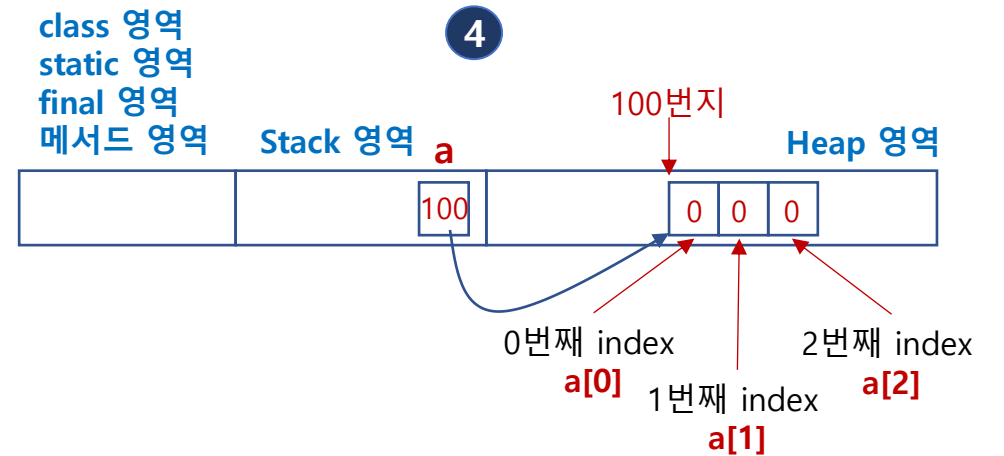 class 영역
static 영역
final 영역
메서드 영역
4
Stack 영역
a
100번지
Heap 영역
100
0 0 0
0번째 index
a[0]
1번째 index
a[1]
2번째 index
a[2]